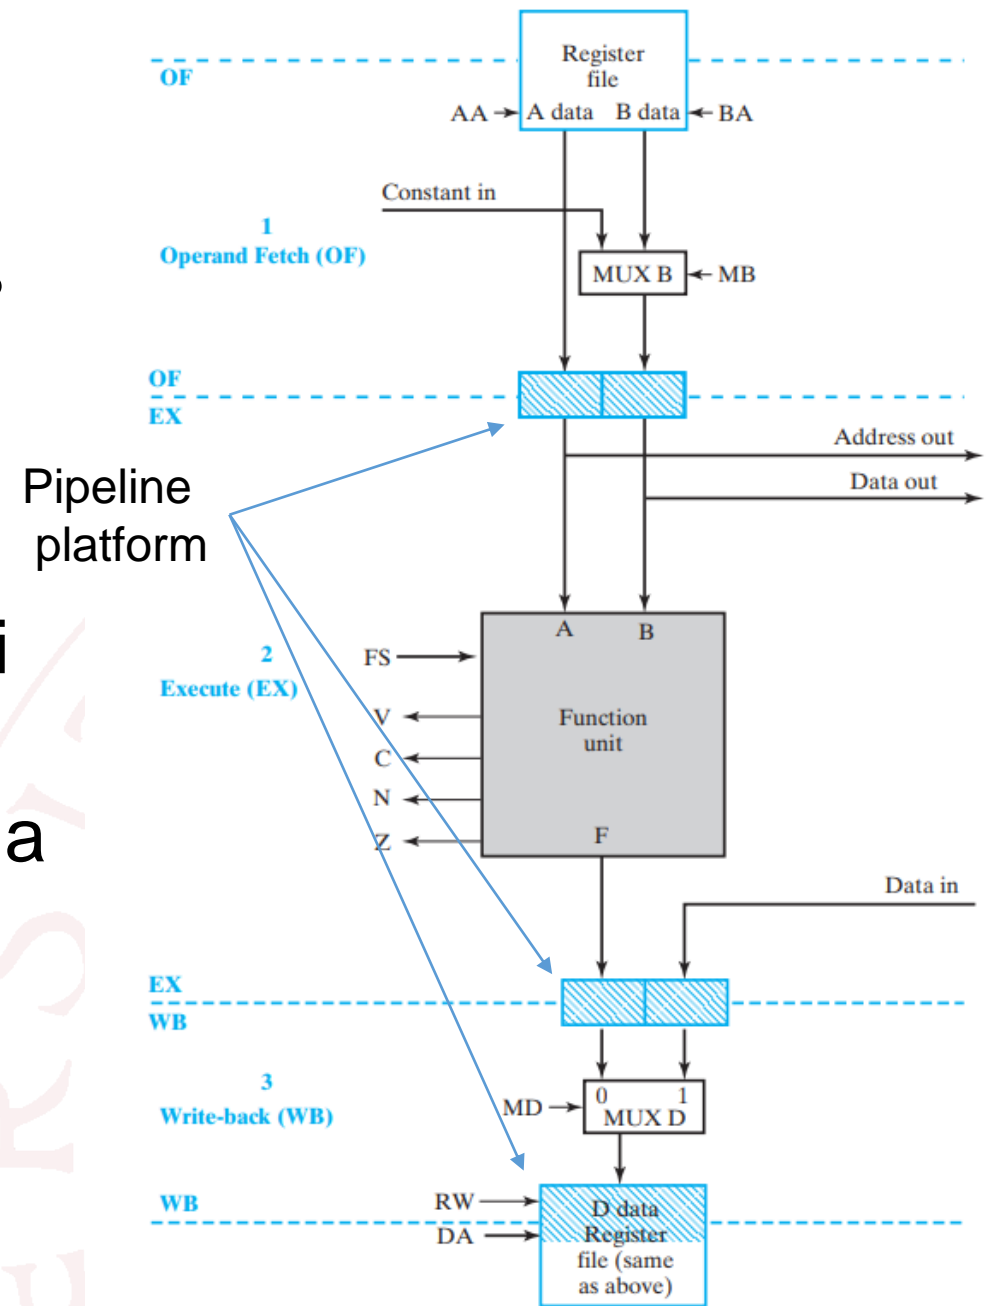 Register
file
OF
AA
A data
B data
BA
Constant in
1
Operand Fetch (OF)
MUX B
MB
OF
EX
Address out
Data out
Pipeline
platform
A
B
i
2
Execute (EX)
FS
V
C
N
Z
Function
unit
F
a
Data in
EX
WB
3
Write-back (WB)
0
1
MD
MUX D
WB
RW
DA
D data
Register
file (same
as above)
E R S I